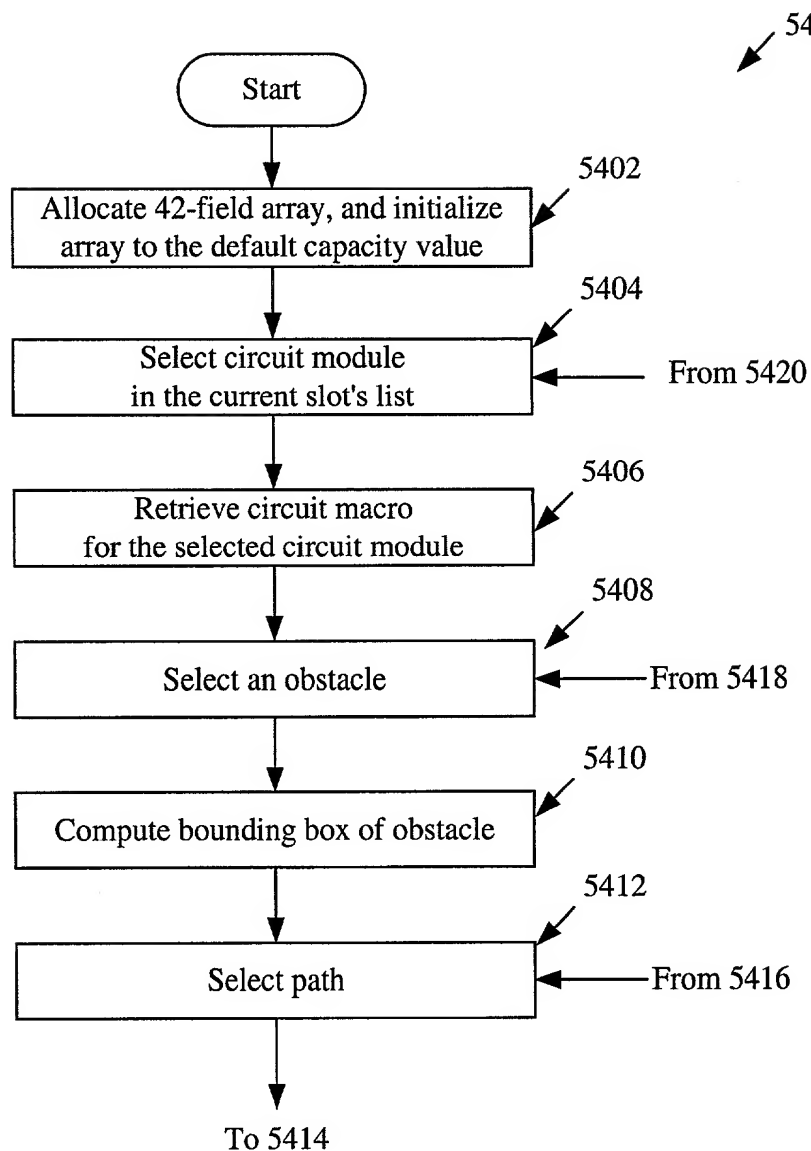 54
Start
5402
Allocate 42-field array, and initialize
array to the default capacity value
5404
Select circuit module
in the current slot's list
From 5420
5406
Retrieve circuit macro
for the selected circuit module
5408
Select an obstacle
From 5418
5410
Compute bounding box of obstacle
5412
Select path
From 5416
To 5414